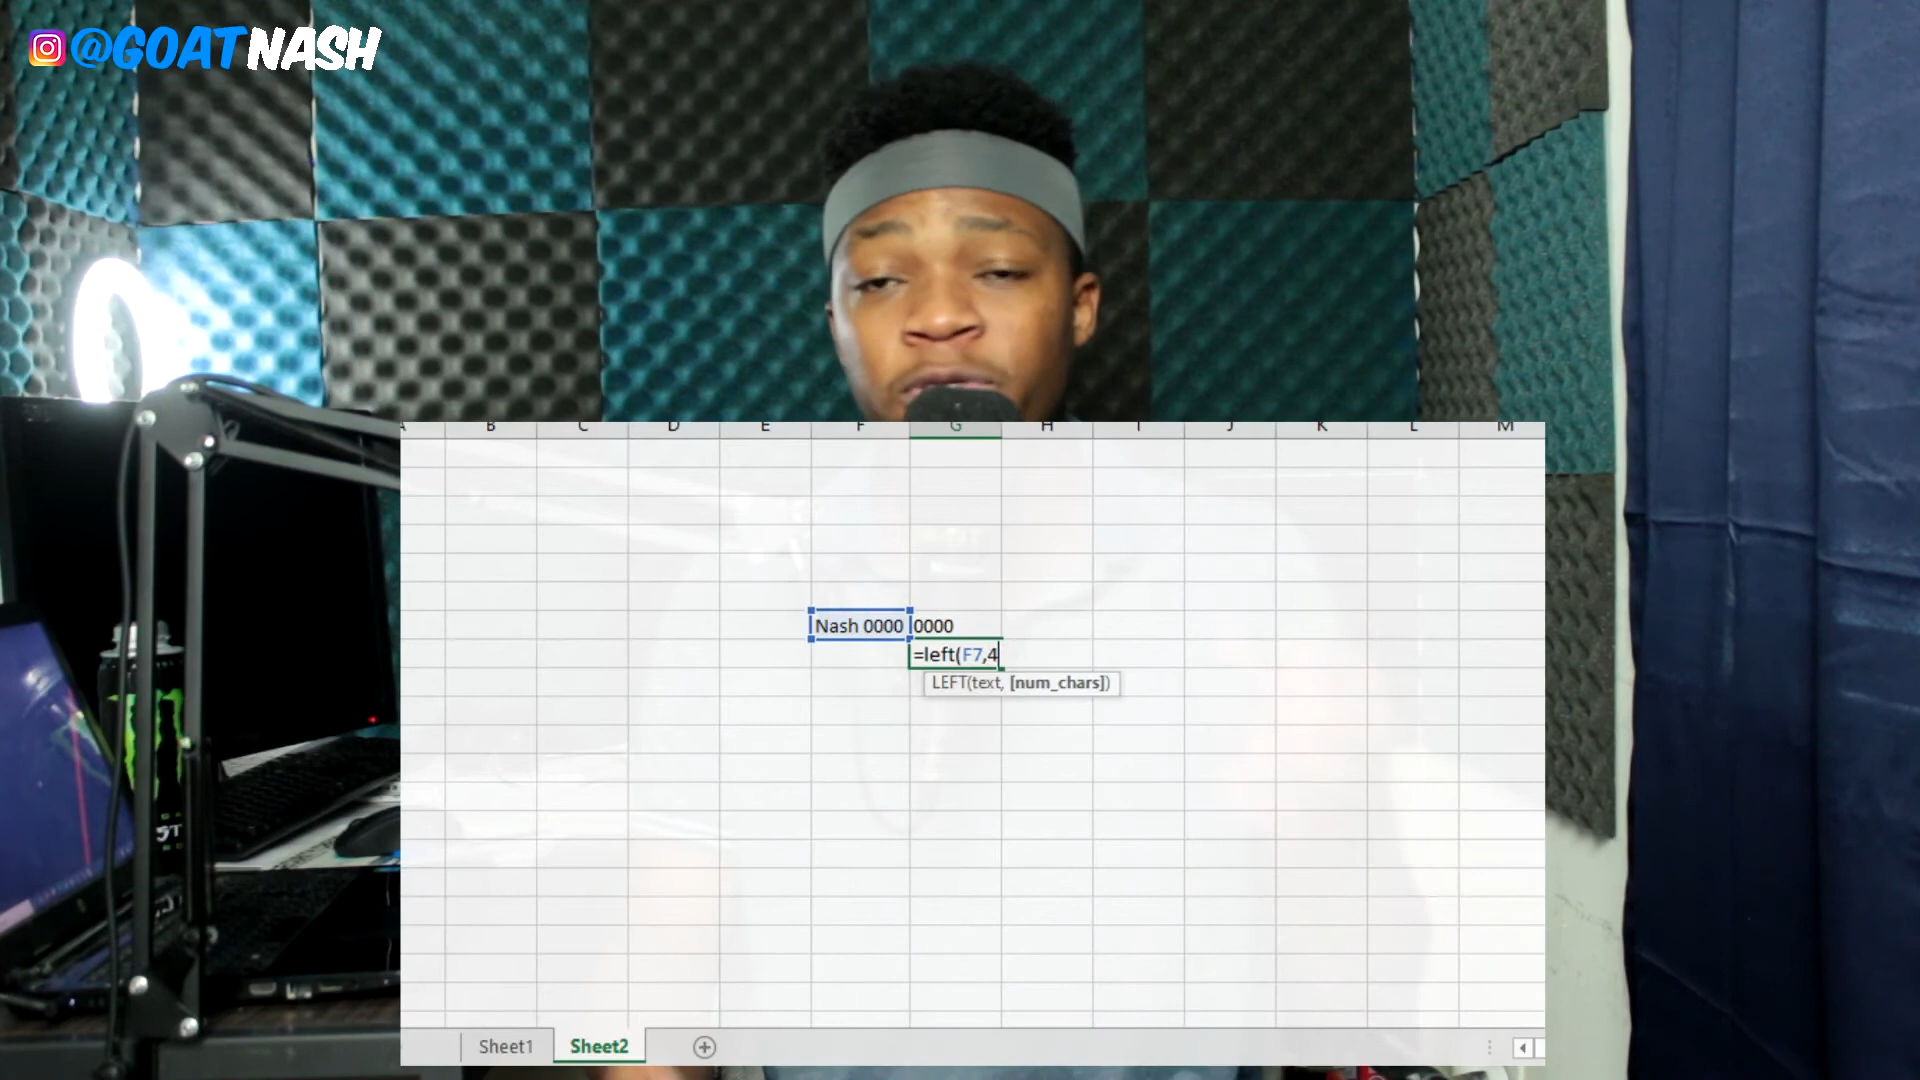 @GOATNASH
B C D E F G H I J K L M
Nash 0000 0000
=left(F7,4
LEFT(text, [num_chars])
Sheet1 Sheet2